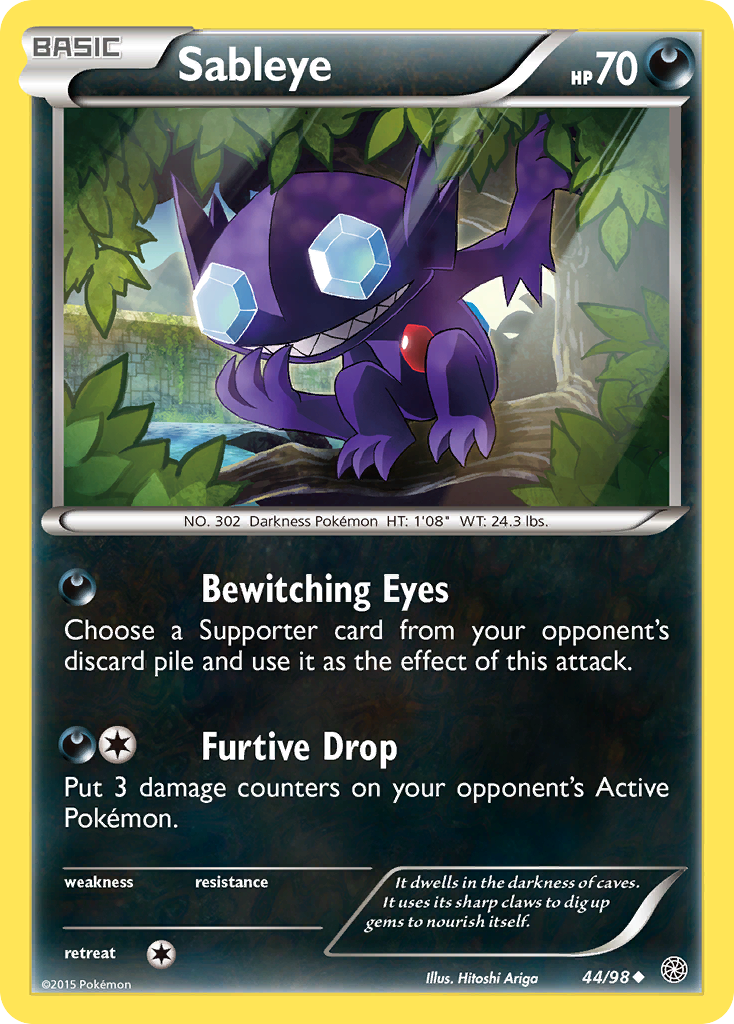 BASIC
Sableye
HP 70
NO. 302 Darkness Pokémon HT: 1'08" WT: 24.3 lbs.
Bewitching Eyes
Choose a Supporter card from your opponent's
discard pile and use it as the effect of this attack.
Furtive Drop
Put 3 damage counters on your opponent's Active
Pokémon.
weakness
resistance
It dwells in the darkness of caves.
It uses its sharp claws to dig up
gems to nourish itself.
retreat
©2015 Pokémon
Illus. Hitoshi Ariga
44/98